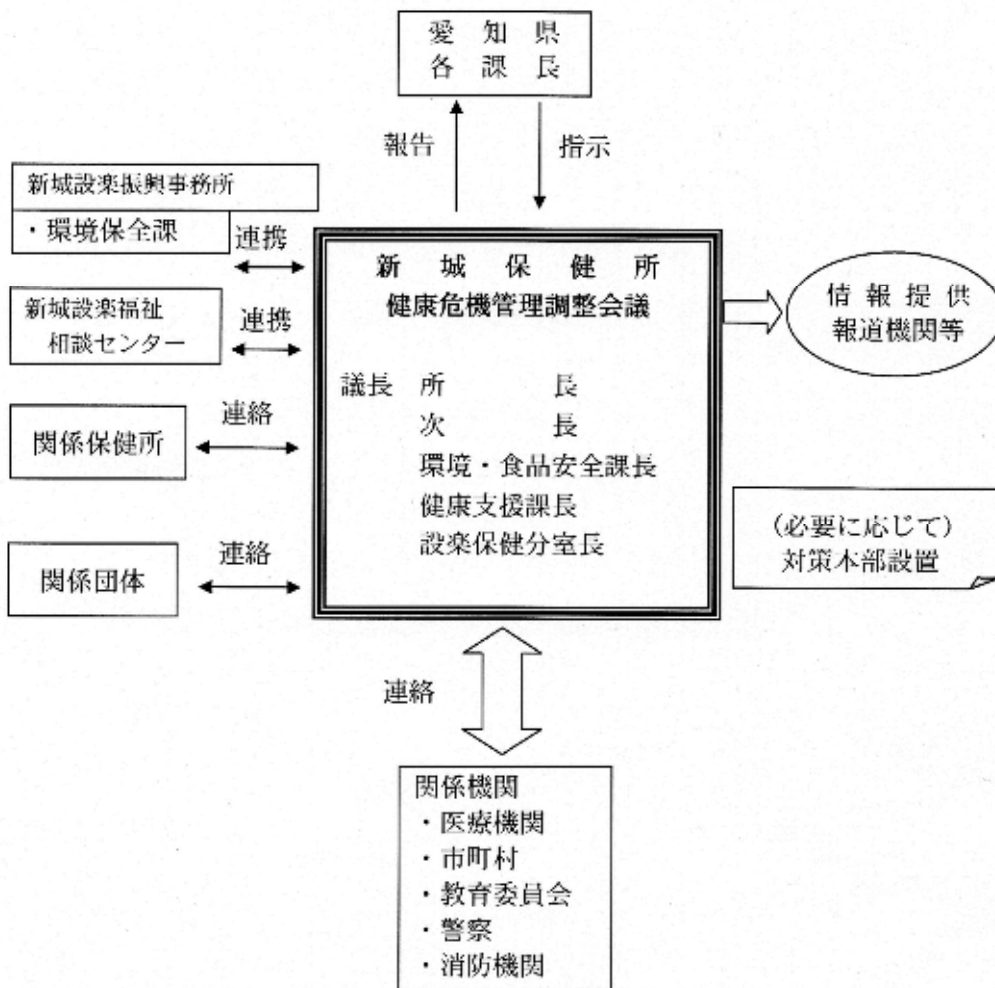 愛知県
各課長
報告
指示
新城設楽振興事務所
・環境保全課
連携
新城設楽福祉
相談センター
連携
関係保健所
連絡
関係団体
連絡
新城保健所
健康危機管理調整会議
議長 所長
次長
環境・食品安全課長
健康支援課長
設楽保健分室長
情報提供
報道機関等
(必要に応じて)
対策本部設置
連絡
関係機関
・医療機関
・市町村
・教育委員会
・警察
・消防機関